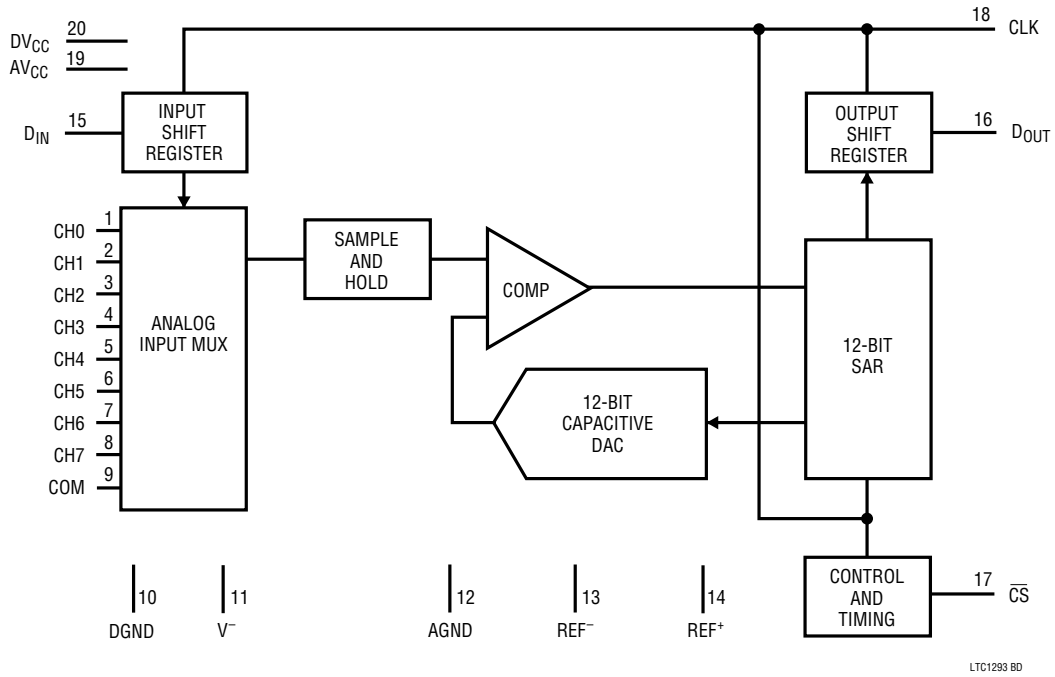 18 CLK
DVCC 20
AVCC 19
INPUT
SHIFT
REGISTER
OUTPUT
SHIFT
REGISTER
DIN 15
16 DOUT
CH0 1
CH1 2
CH2 3
CH3 4
CH4 5
CH5 6
CH6 7
CH7 8
COM 9
ANALOG
INPUT MUX
SAMPLE
AND
HOLD
COMP
12-BIT
CAPACITIVE
DAC
12-BIT
SAR
CONTROL
AND
TIMING
17 C̅S̅
10
DGND
11
V⁻
12
AGND
13
REF⁻
14
REF⁺
LTC1293 BD